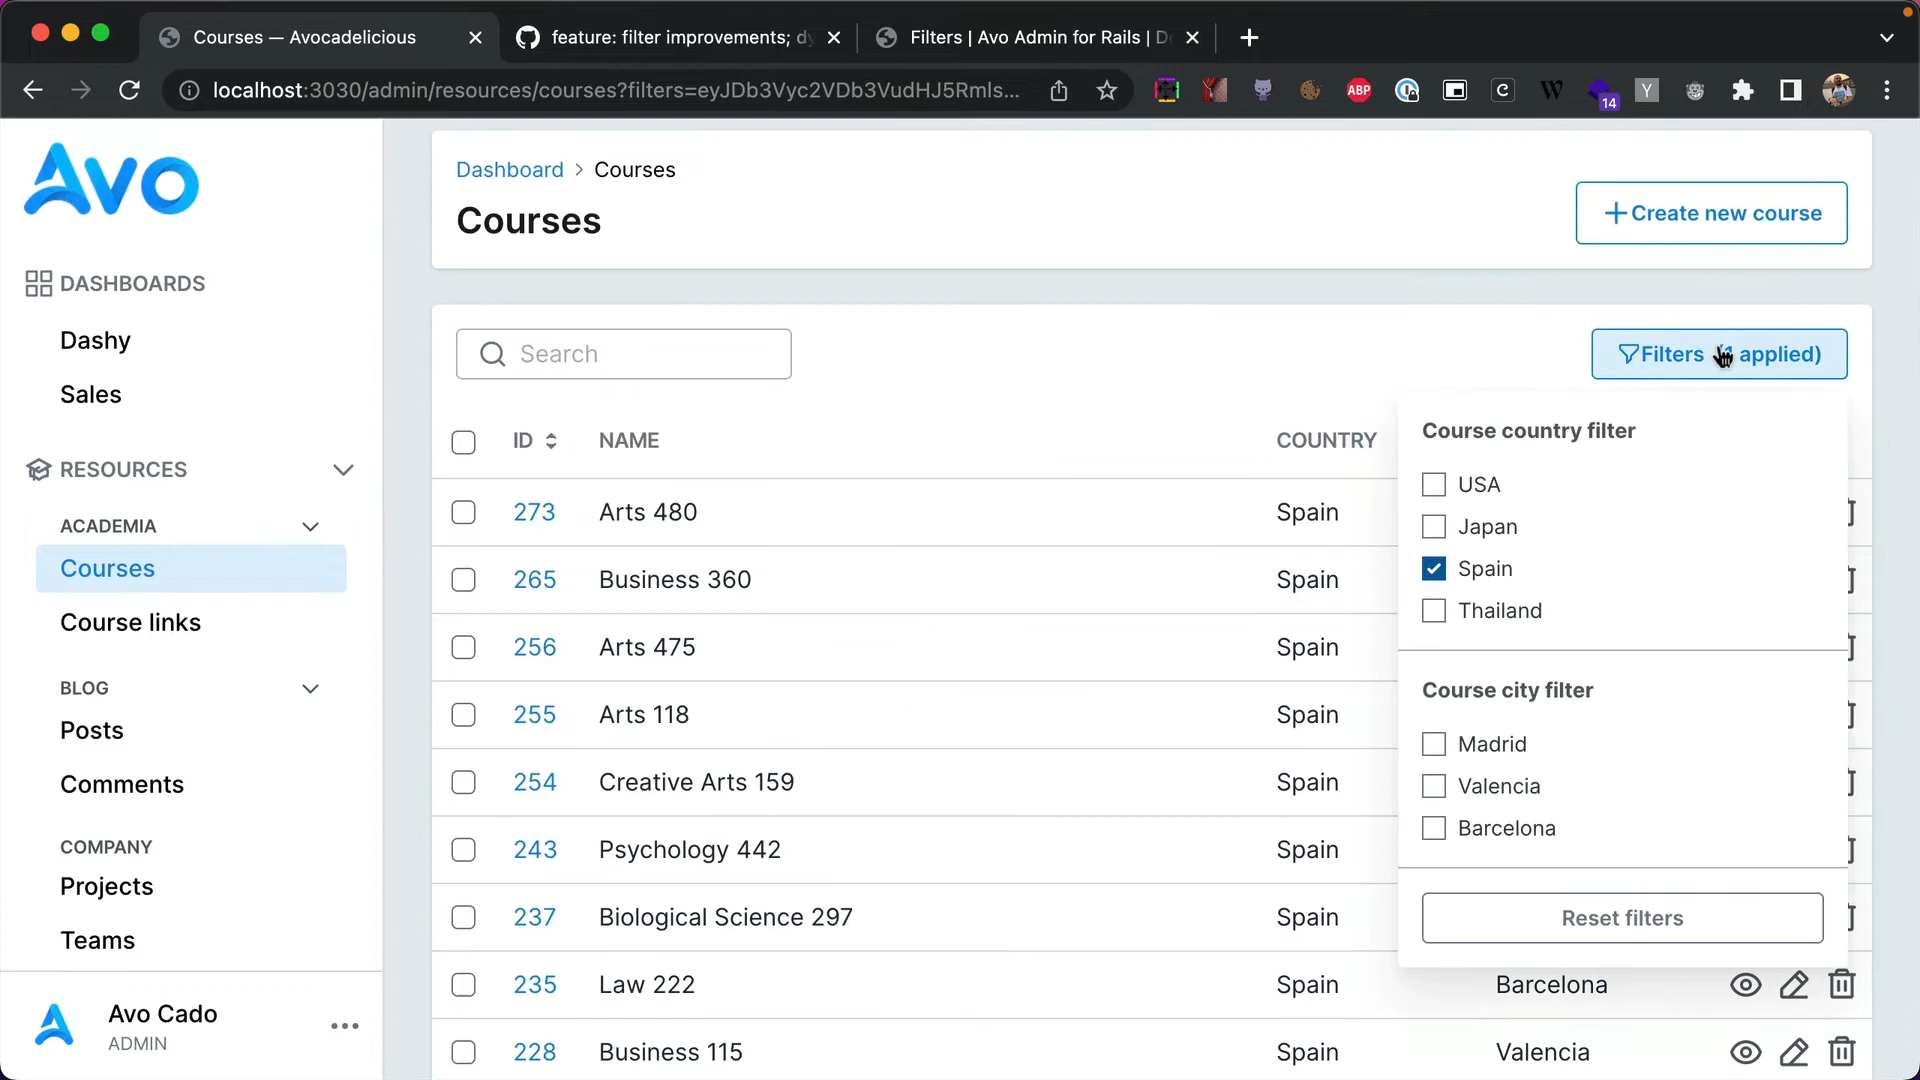 Courses — Avocadelicious
feature: filter improvements; dy
Filters | Avo Admin for Rails | D
localhost:3030/admin/resources/courses?filters=eyJDb3Vyc2VDb3VudHJ5Rmls...
ABP
C
W
14
Y
Avo
DASHBOARDS
Dashy
Sales
RESOURCES
ACADEMIA
Courses
Course links
BLOG
Posts
Comments
COMPANY
Projects
Teams
Avo Cado
ADMIN
Dashboard > Courses
Courses
Create new course
Search
Filters applied)
ID NAME COUNTRY
273 Arts 480 Spain
265 Business 360 Spain
256 Arts 475 Spain
255 Arts 118 Spain
254 Creative Arts 159 Spain
243 Psychology 442 Spain
237 Biological Science 297 Spain
235 Law 222 Spain Barcelona
228 Business 115 Spain Valencia
Course country filter
USA
Japan
Spain
Thailand
Course city filter
Madrid
Valencia
Barcelona
Reset filters